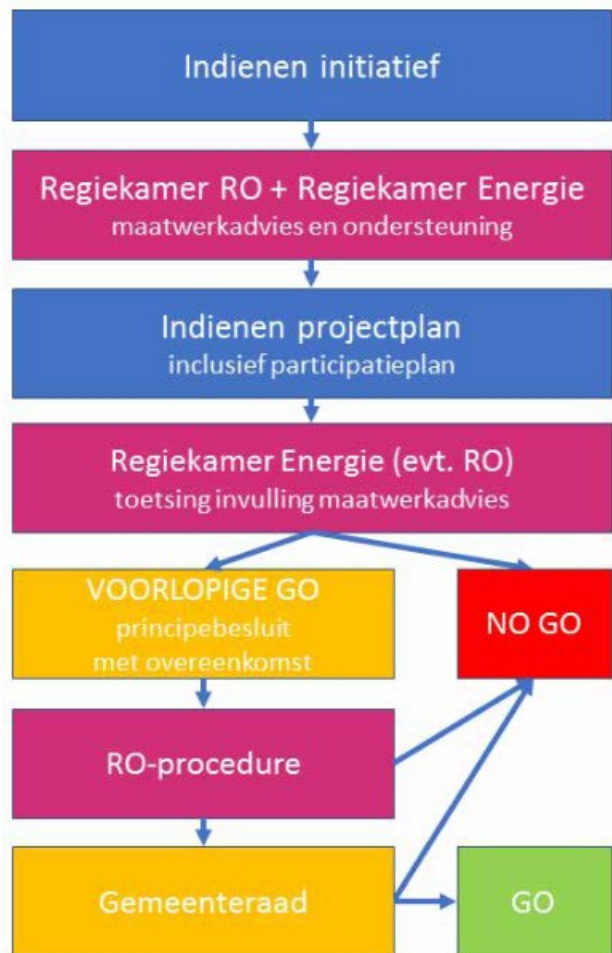 Indienen initiatief
Regiekamer RO + Regiekamer Energie
maatwerkadvies en ondersteuning
Indienen projectplan
inclusief participatieplan
Regiekamer Energie (evt. RO)
toetsing invulling maatwerkadvies
VOORLOPIGE GO
principebesluit
met overeenkomst
NO GO
RO-procedure
Gemeenteraad
GO